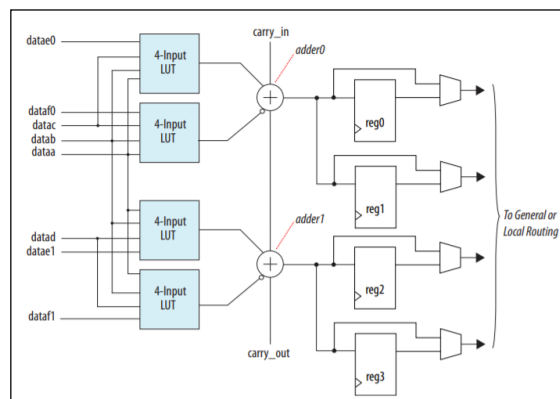 carry_in
adder0
datae0
4-Input
LUT
reg0
dataf0
datac
datab
dataa
4-Input
LUT
reg1
To General or
Local Routing
adder1
4-Input
LUT
datad
datae1
reg2
4-Input
LUT
dataf1
carry_out
reg3